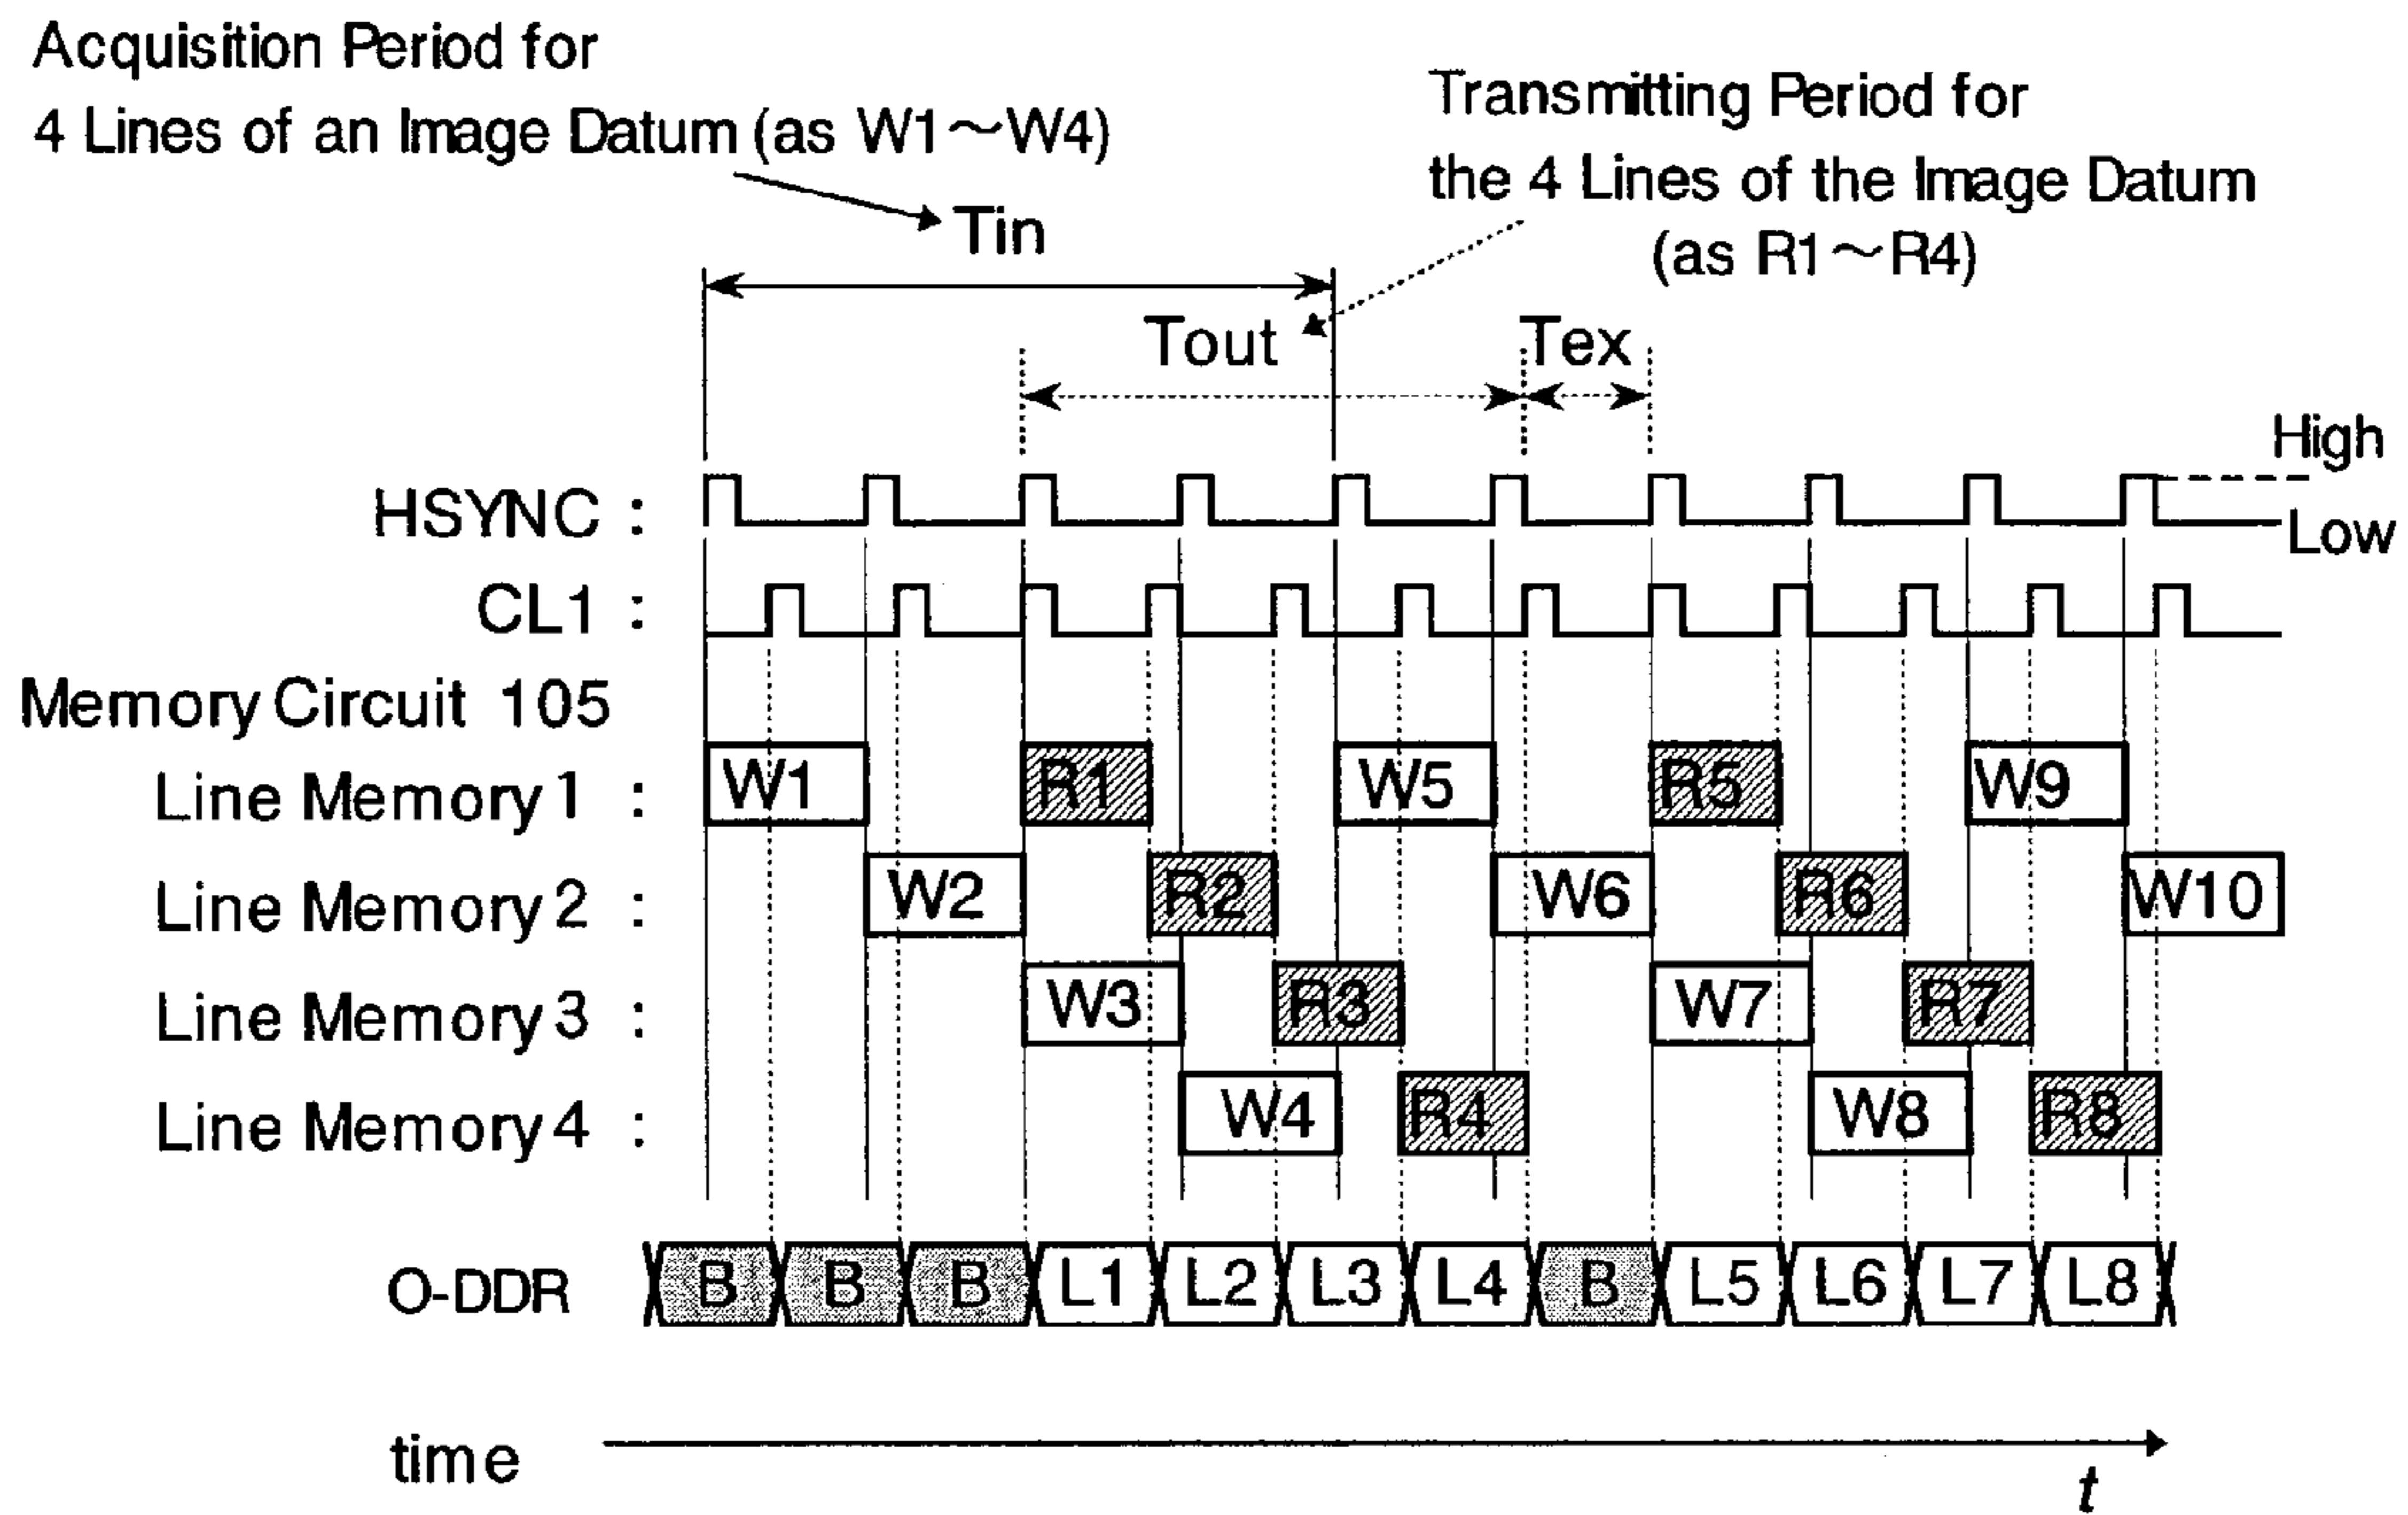 Acquisition Period for
4 Lines of an Image Datum (as W1～W4)
Transmitting Period for
the 4 Lines of the Image Datum
(as R1～R4)
Tin
Tout Tex
High
HSYNC :
Low
CL1 :
Memory Circuit 105
Line Memory 1 : W1 R1 W5 R5 W9
Line Memory 2 : W2 R2 W6 R6 W10
Line Memory 3 : W3 R3 W7 R7
Line Memory 4 : W4 R4 W8 R8
O-DDR B B B L1 L2 L3 L4 B L5 L6 L7 L8
time
t